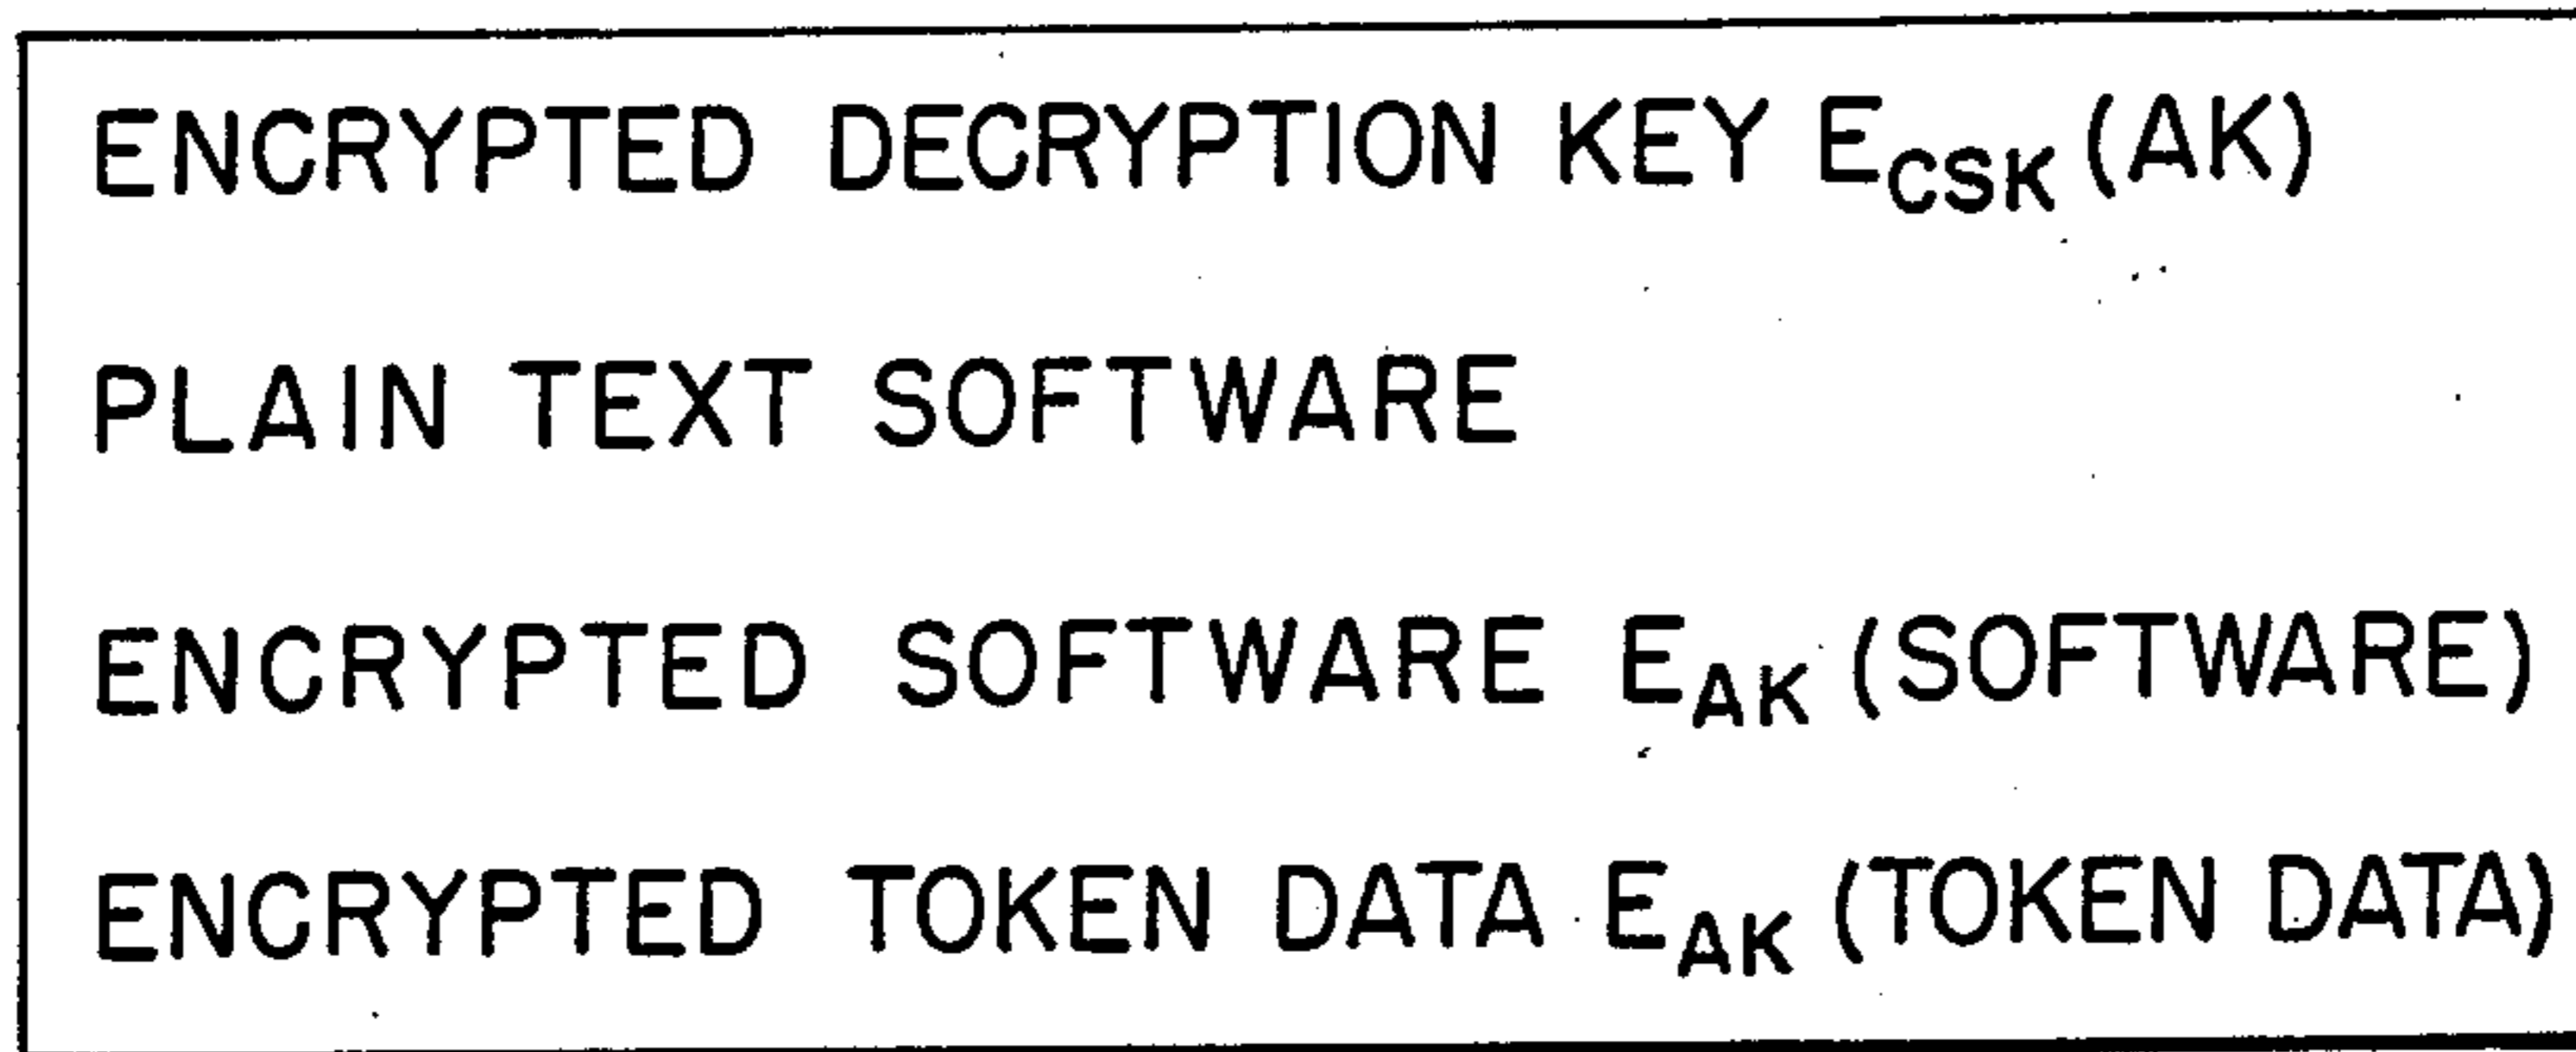 ENCRYPTED DECRYPTION KEY E_CSK (AK)
PLAIN TEXT SOFTWARE
ENCRYPTED SOFTWARE E_AK (SOFTWARE)
ENCRYPTED TOKEN DATA E_AK (TOKEN DATA)